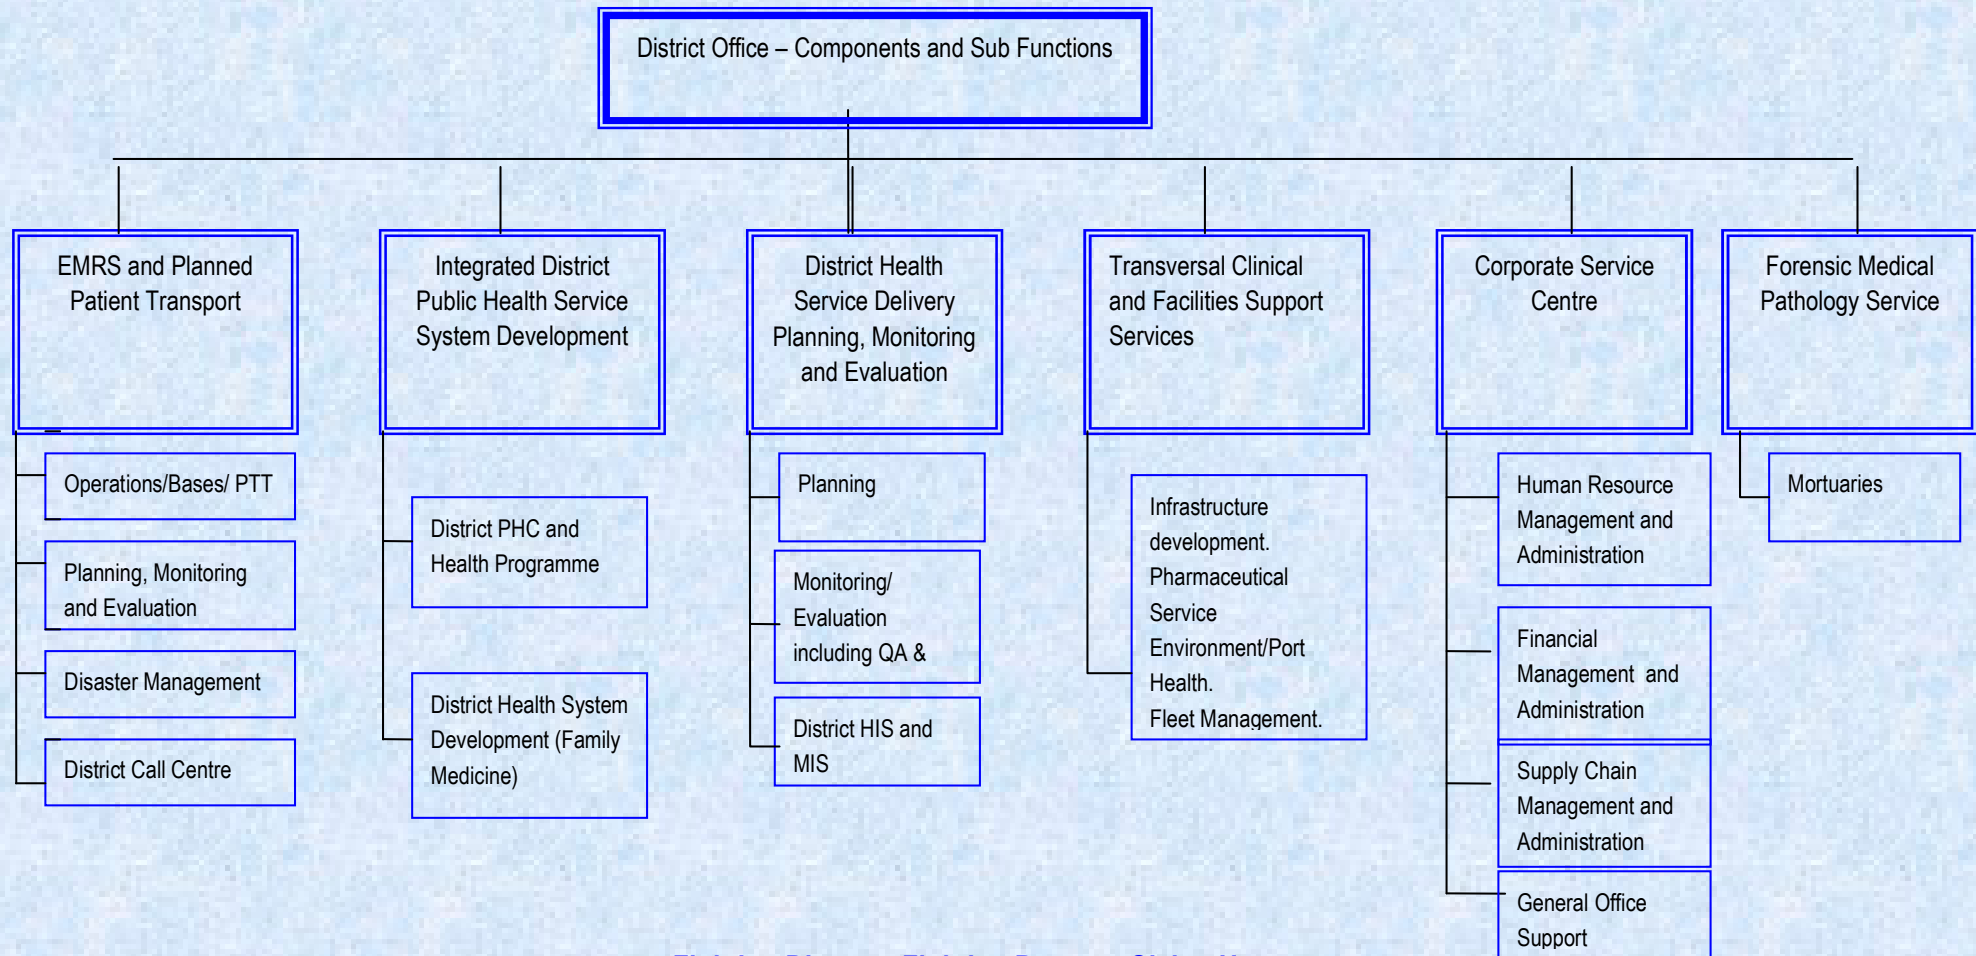 District Office – Components and Sub Functions
EMRS and Planned
Patient Transport
Operations/Bases/ PTT
Planning, Monitoring
and Evaluation
Disaster Management
District Call Centre
Integrated District
Public Health Service
System Development
District PHC and
Health Programme
District Health System
Development (Family
Medicine)
District Health
Service Delivery
Planning, Monitoring
and Evaluation
Planning
Monitoring/
Evaluation
including QA &
District HIS and
MIS
Transversal Clinical
and Facilities Support
Services
Infrastructure
development.
Pharmaceutical
Service
Environment/Port
Health.
Fleet Management.
Corporate Service
Centre
Human Resource
Management and
Administration
Financial
Management  and
Administration
Supply Chain
Management and
Administration
General Office
Support
Forensic Medical
Pathology Service
Mortuaries